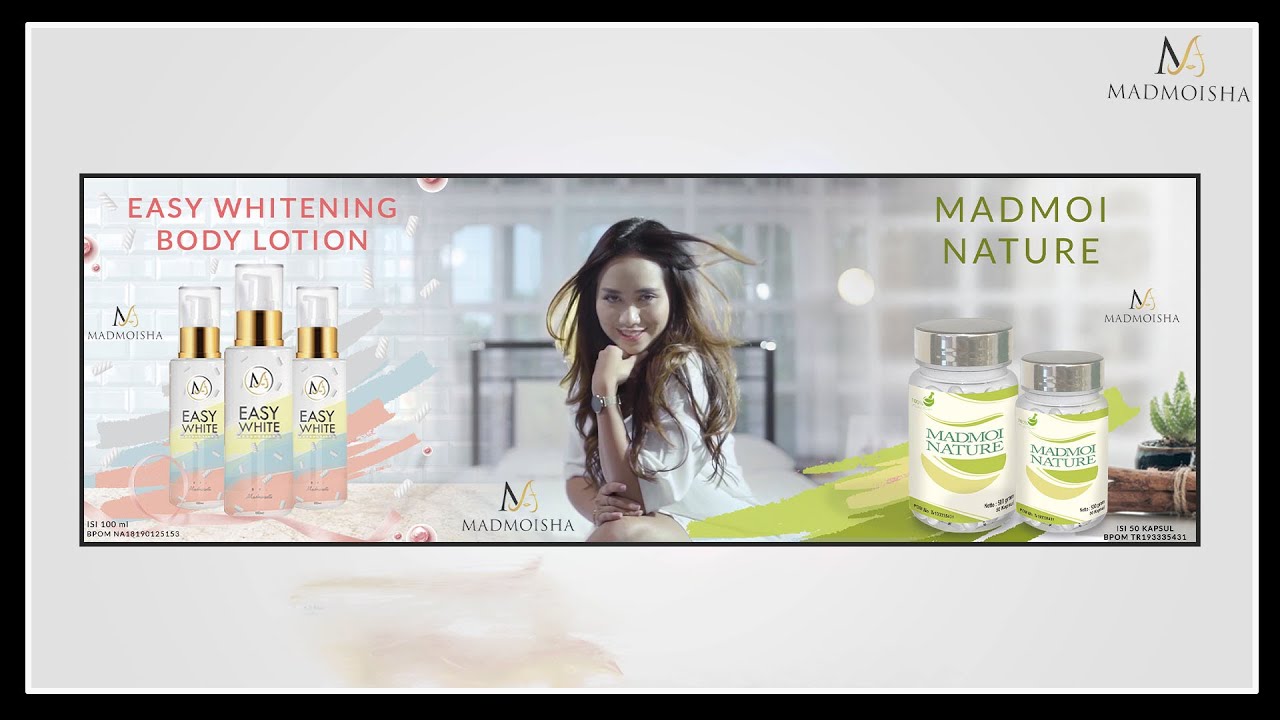 MADMOISHA
EASY WHITENING
BODY LOTION
MADMOISHA
EASY
WHITE
EASY
WHITE
EASY
WHITE
ISI 100 ml
BPOM NA18190125153
MADMOISHA
MADMOI
NATURE
MADMOISHA
MADMOI
NATURE
MADMOI
NATURE
ISI 50 KAPSUL
BPOM TR193335431